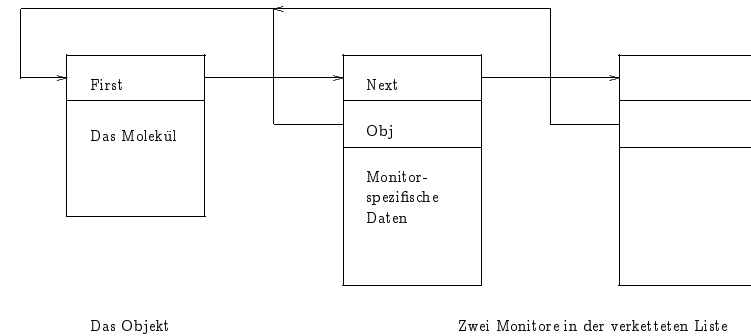 First
Das Molekül
Next
Obj
Monitor-
spezifische
Daten
Das Objekt
Zwei Monitore in der verketteten Liste